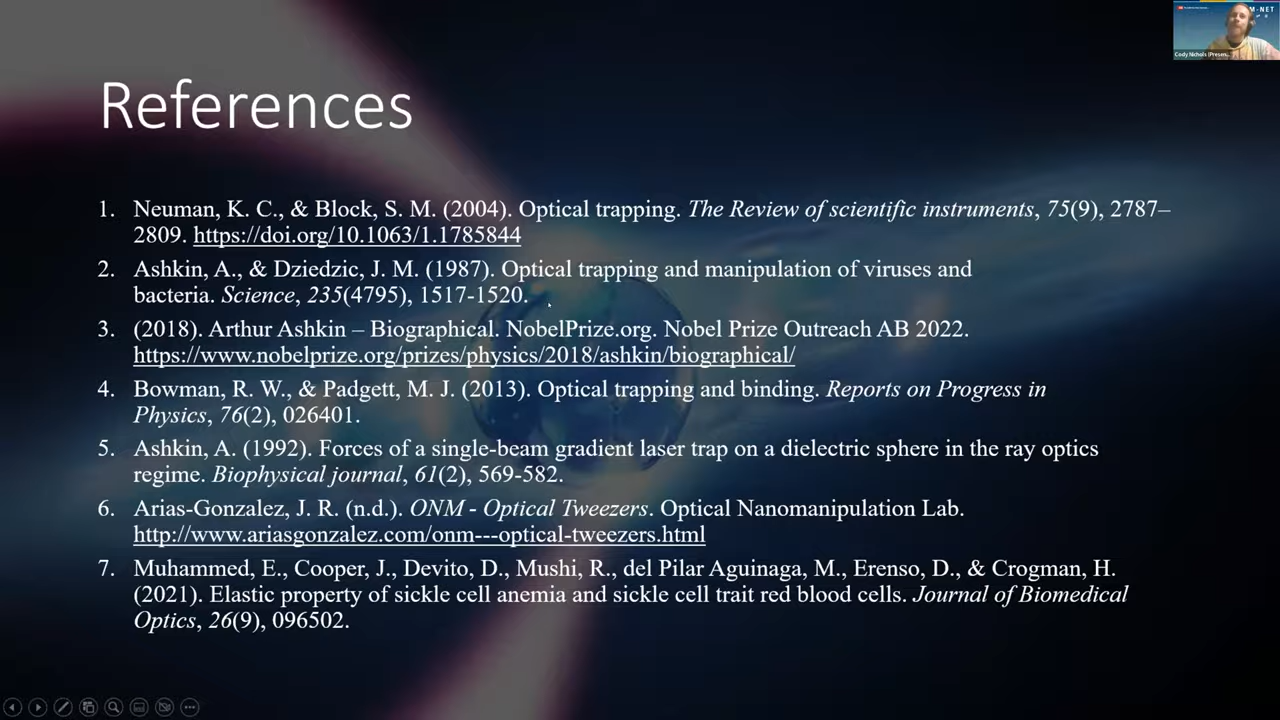 M-NET
Cody Nichols (Presen...
References
1. Neuman, K. C., & Block, S. M. (2004). Optical trapping. The Review of scientific instruments, 75(9), 2787–
2809. https://doi.org/10.1063/1.1785844
2. Ashkin, A., & Dziedzic, J. M. (1987). Optical trapping and manipulation of viruses and
bacteria. Science, 235(4795), 1517-1520.
3. (2018). Arthur Ashkin – Biographical. NobelPrize.org. Nobel Prize Outreach AB 2022.
https://www.nobelprize.org/prizes/physics/2018/ashkin/biographical/
4. Bowman, R. W., & Padgett, M. J. (2013). Optical trapping and binding. Reports on Progress in
Physics, 76(2), 026401.
5. Ashkin, A. (1992). Forces of a single-beam gradient laser trap on a dielectric sphere in the ray optics
regime. Biophysical journal, 61(2), 569-582.
6. Arias-Gonzalez, J. R. (n.d.). ONM - Optical Tweezers. Optical Nanomanipulation Lab.
http://www.ariasgonzalez.com/onm---optical-tweezers.html
7. Muhammed, E., Cooper, J., Devito, D., Mushi, R., del Pilar Aguinaga, M., Erenso, D., & Crogman, H.
(2021). Elastic property of sickle cell anemia and sickle cell trait red blood cells. Journal of Biomedical
Optics, 26(9), 096502.